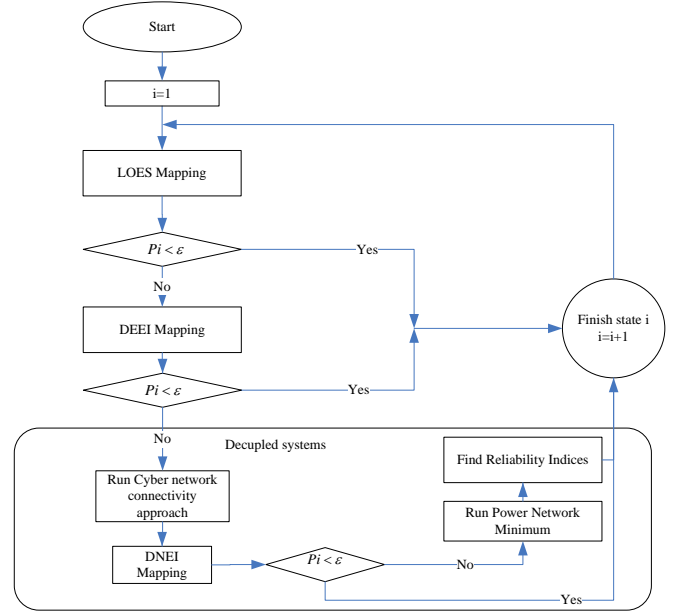 Start
i=1
LOES Mapping
Pi < ε
Yes
No
DEEI Mapping
Finish state i
i=i+1
Pi < ε
Yes
No
Decupled systems
Run Cyber network
connectivity
approach
Find Reliability Indices
Run Power Network
Minimum
DNEI
Mapping
Pi < ε
No
Yes